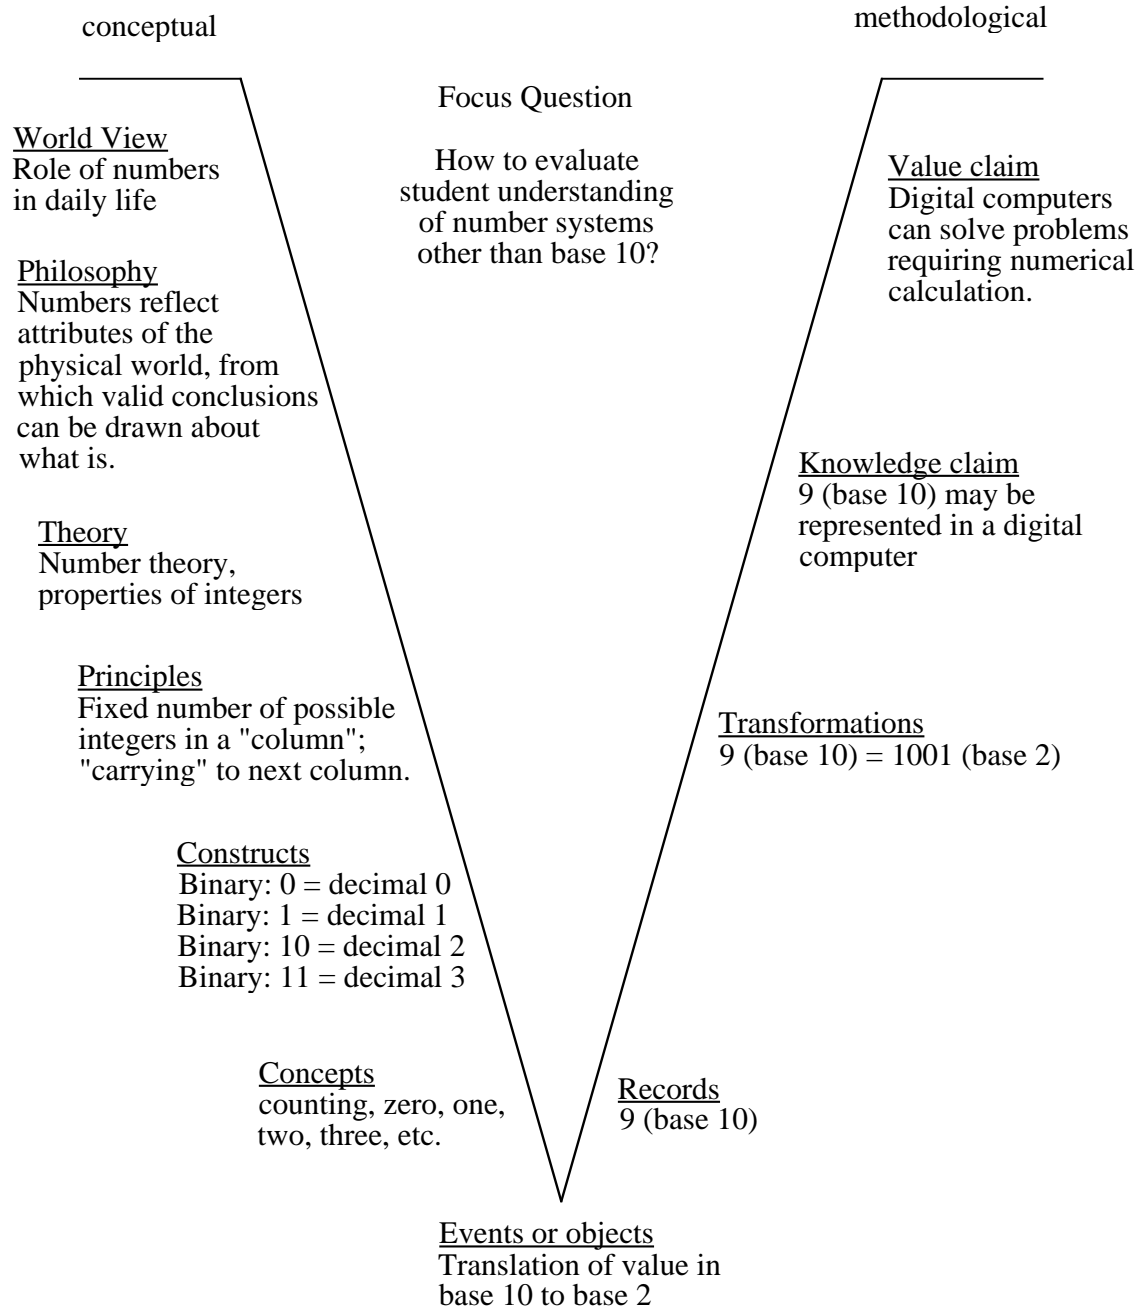 conceptual
methodological
Focus Question
How to evaluate
student understanding
of number systems
other than base 10?
World View
Role of numbers
in daily life
Philosophy
Numbers reflect
attributes of the
physical world, from
which valid conclusions
can be drawn about
what is.
Theory
Number theory,
properties of integers
Principles
Fixed number of possible
integers in a "column";
"carrying" to next column.
Constructs
Binary: 0 = decimal 0
Binary: 1 = decimal 1
Binary: 10 = decimal 2
Binary: 11 = decimal 3
Concepts
counting, zero, one,
two, three, etc.
Value claim
Digital computers
can solve problems
requiring numerical
calculation.
Knowledge claim
9 (base 10) may be
represented in a digital
computer
Transformations
9 (base 10) = 1001 (base 2)
Records
9 (base 10)
Events or objects
Translation of value in
base 10 to base 2